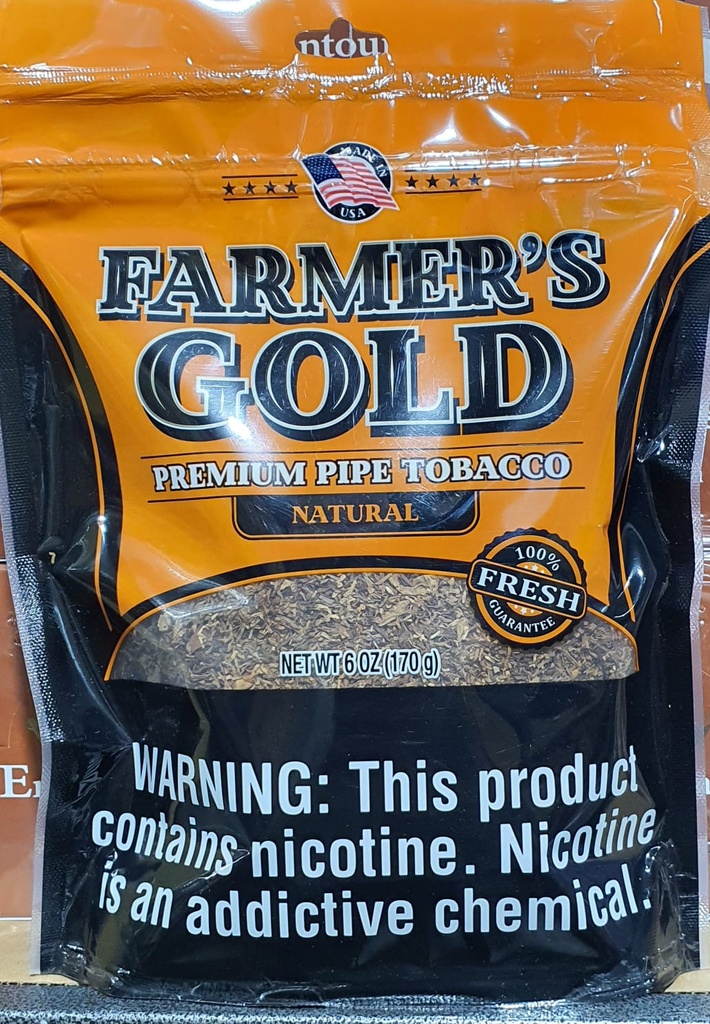 ntou
MADE IN
USA
FARMER'S
GOLD
PREMIUM PIPE TOBACCO
NATURAL
100%
FRESH
GUARANTEE
NET WT 6 OZ (170 g)
WARNING: This product
contains nicotine. Nicotine
is an addictive chemical.